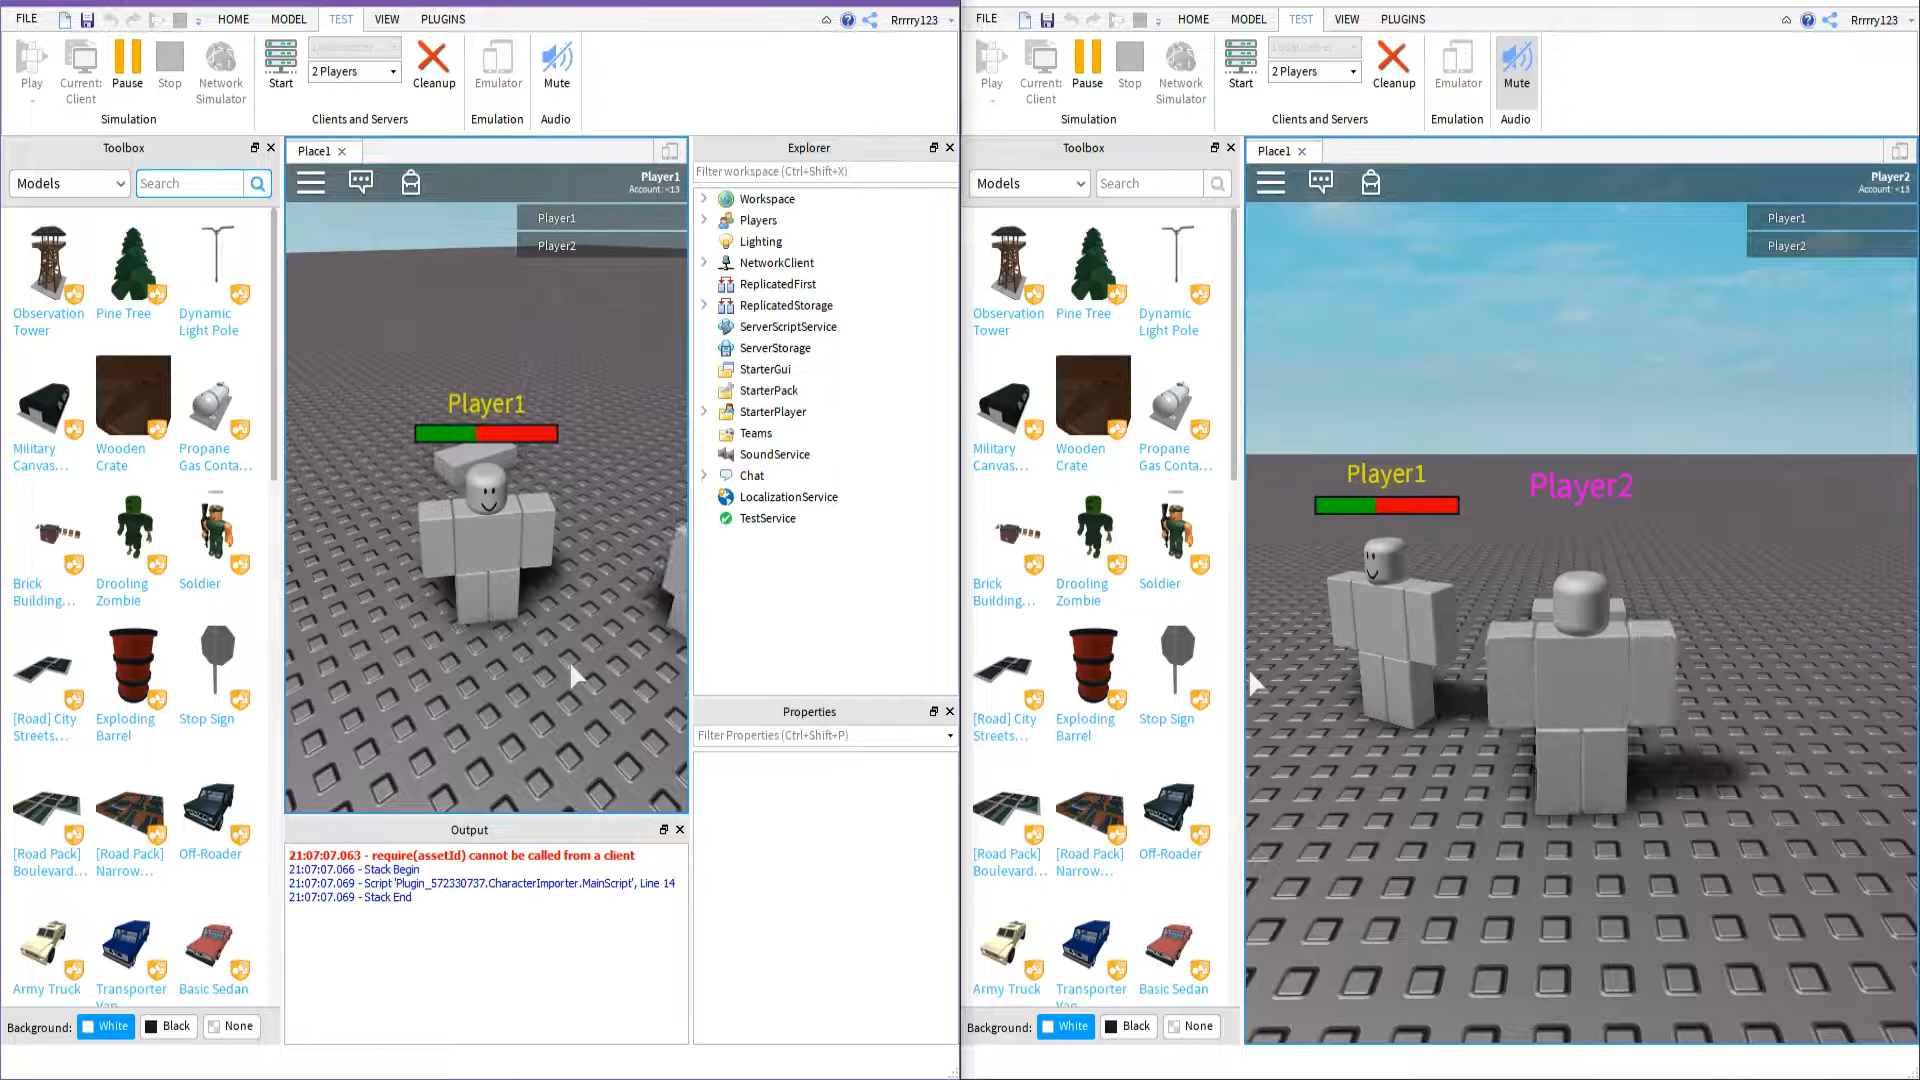 FILE HOME MODEL TEST VIEW PLUGINS Rrrrry123
Play
Current:
Client
Pause
Stop
Network
Simulator
Start
2 Players
Cleanup
Emulator
Mute
Simulation
Clients and Servers
Emulation
Audio
Toolbox
Models
Search
Observation
Tower
Pine Tree
Dynamic
Light Pole
Military
Canvas...
Wooden
Crate
Propane
Gas Conta...
Brick
Building...
Drooling
Zombie
Soldier
[Road] City
Streets...
Exploding
Barrel
Stop Sign
[Road Pack]
Boulevard...
[Road Pack]
Narrow...
Off-Roader
Army Truck
Transporter
Van
Basic Sedan
Background: White Black None
Place1
Player1
Account: <13
Player1
Player2
Player1
Output
21:07:07.063 - require(assetId) cannot be called from a client
21:07:07.066 - Stack Begin
21:07:07.069 - Script 'Plugin_572330737.CharacterImporter.MainScript', Line 14
21:07:07.069 - Stack End
Explorer
Filter workspace (Ctrl+Shift+X)
Workspace
Players
Lighting
NetworkClient
ReplicatedFirst
ReplicatedStorage
ServerScriptService
ServerStorage
StarterGui
StarterPack
StarterPlayer
Teams
SoundService
Chat
LocalizationService
TestService
Properties
Filter Properties (Ctrl+Shift+P)
FILE HOME MODEL TEST VIEW PLUGINS Rrrrry123
Play
Current:
Client
Pause
Stop
Network
Simulator
Start
2 Players
Cleanup
Emulator
Mute
Simulation
Clients and Servers
Emulation
Audio
Toolbox
Models
Search
Observation
Tower
Pine Tree
Dynamic
Light Pole
Military
Canvas...
Wooden
Crate
Propane
Gas Conta...
Brick
Building...
Drooling
Zombie
Soldier
[Road] City
Streets...
Exploding
Barrel
Stop Sign
[Road Pack]
Boulevard...
[Road Pack]
Narrow...
Off-Roader
Army Truck
Transporter
Van
Basic Sedan
Background: White Black None
Place1
Player2
Account: <13
Player1
Player2
Player1
Player2